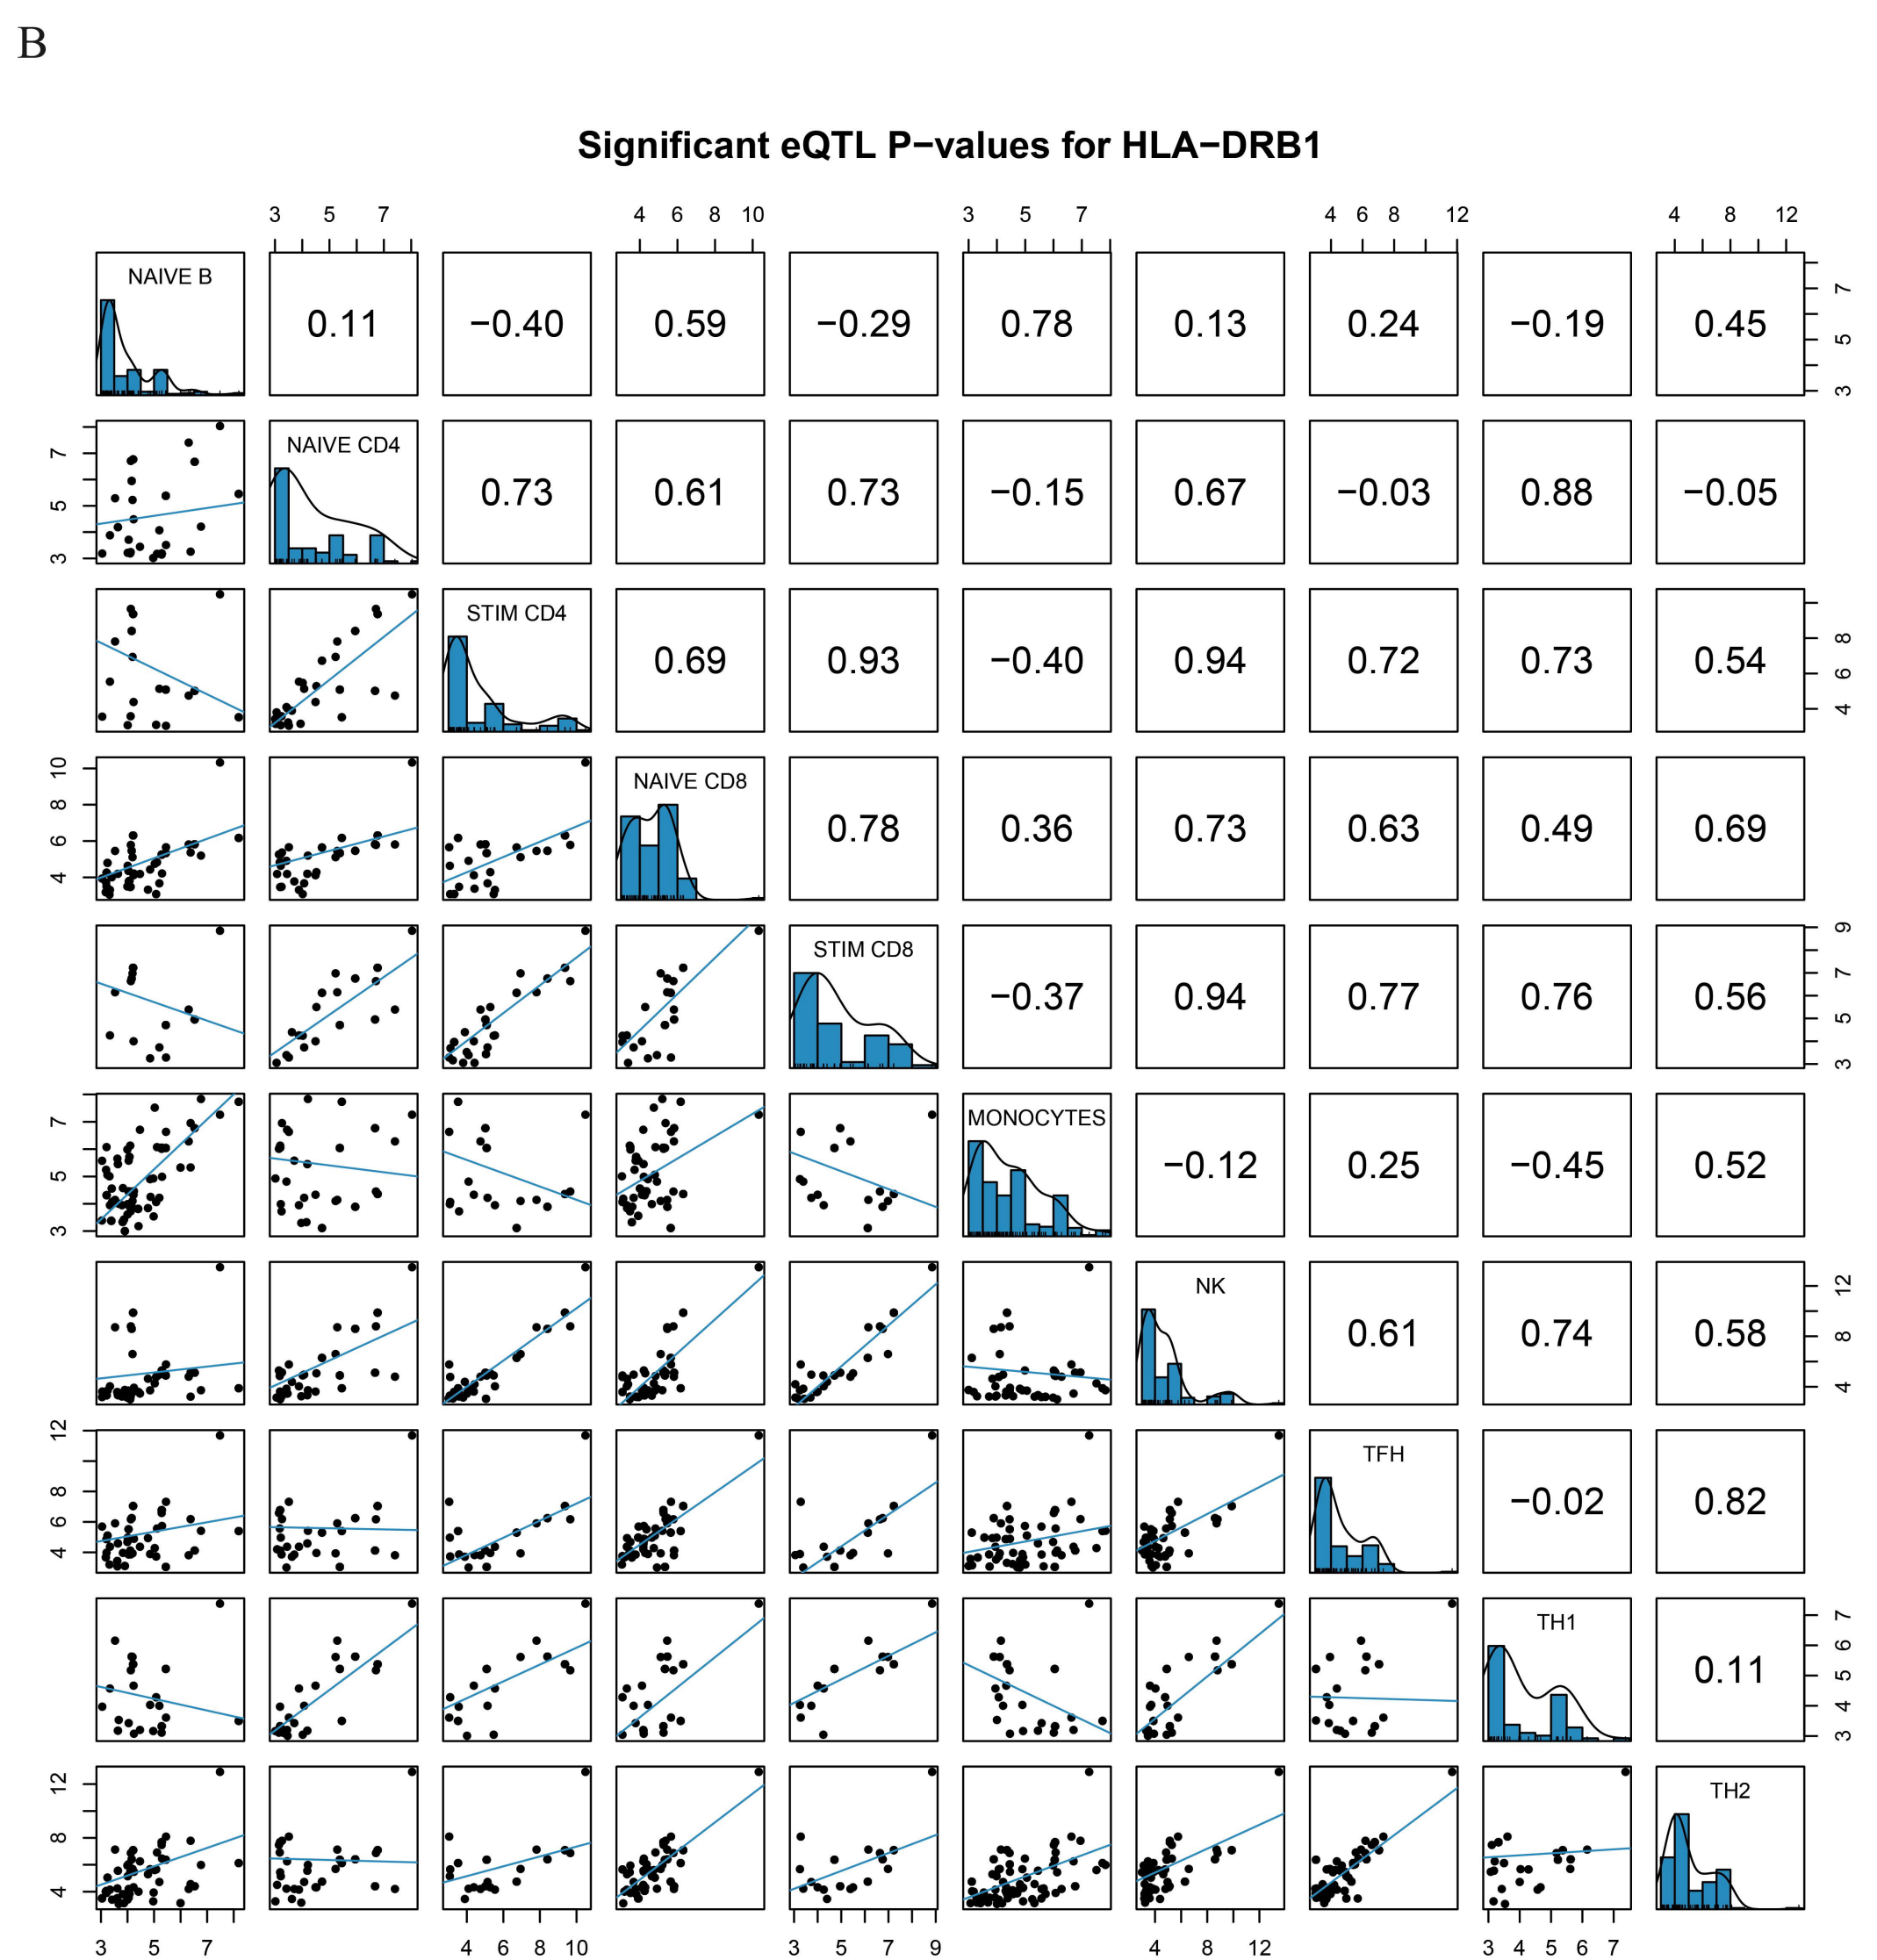 B
Significant eQTL P−values for HLA−DRB1
3 5 7 4 6 8 10 3 5 7 4 6 8 12 4 8 12
NAIVE B 0.11 −0.40 0.59 −0.29 0.78 0.13 0.24 −0.19 0.45 3 5 7
3 5 7 NAIVE CD4 0.73 0.61 0.73 −0.15 0.67 −0.03 0.88 −0.05
STIM CD4 0.69 0.93 −0.40 0.94 0.72 0.73 0.54 4 6 8
4 6 8 10 NAIVE CD8 0.78 0.36 0.73 0.63 0.49 0.69
STIM CD8 −0.37 0.94 0.77 0.76 0.56 3 5 7 9
3 5 7 MONOCYTES −0.12 0.25 −0.45 0.52
NK 0.61 0.74 0.58 4 8 12
4 6 8 12 TFH −0.02 0.82
TH1 0.11 3 4 5 6 7
4 8 12 TH2
3 5 7 4 6 8 10 3 5 7 9 4 8 12 3 4 5 6 7